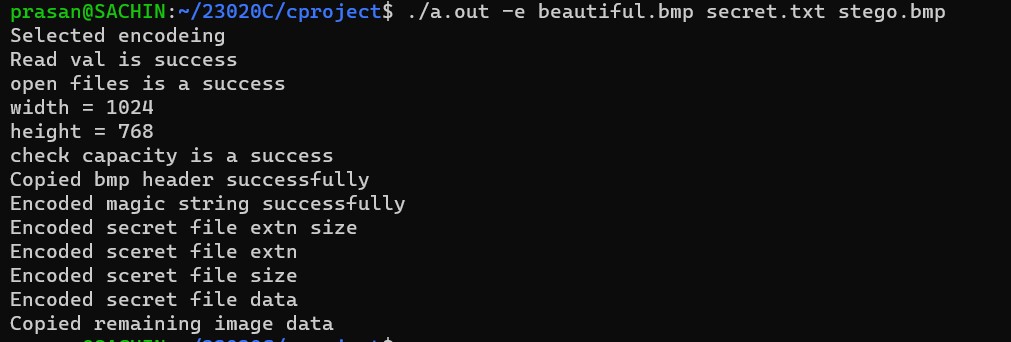 prasan@SACHIN:~/23020C/cproject$ ./a.out -e beautiful.bmp secret.txt stego.bmp
Selected encodeing
Read val is success
open files is a success
width = 1024
height = 768
check capacity is a success
Copied bmp header successfully
Encoded magic string successfully
Encoded secret file extn size
Encoded sceret file extn
Encoded sceret file size
Encoded secret file data
Copied remaining image data